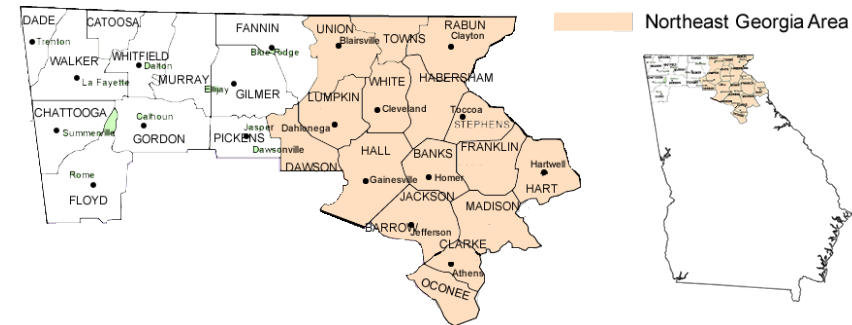 DADE
CATOOSA
Trenton
WALKER
WHITFIELD
Dalton
La Fayette
MURRAY
FANNIN
Blue Ridge
Ellijay
GILMER
CHATTOOGA
Summerville
Calhoun
GORDON
PICKENS
Jasper
Dawsonville
Rome
FLOYD
UNION
Blairsville
TOWNS
RABUN
Clayton
HABERSHAM
WHITE
Cleveland
LUMPKIN
Dahlonega
Toccoa
STEPHENS
DAWSON
HALL
Gainesville
BANKS
Homer
FRANKLIN
Hartwell
HART
JACKSON
Jefferson
MADISON
BARROW
CLARKE
Athens
OCONEE
Northeast Georgia Area